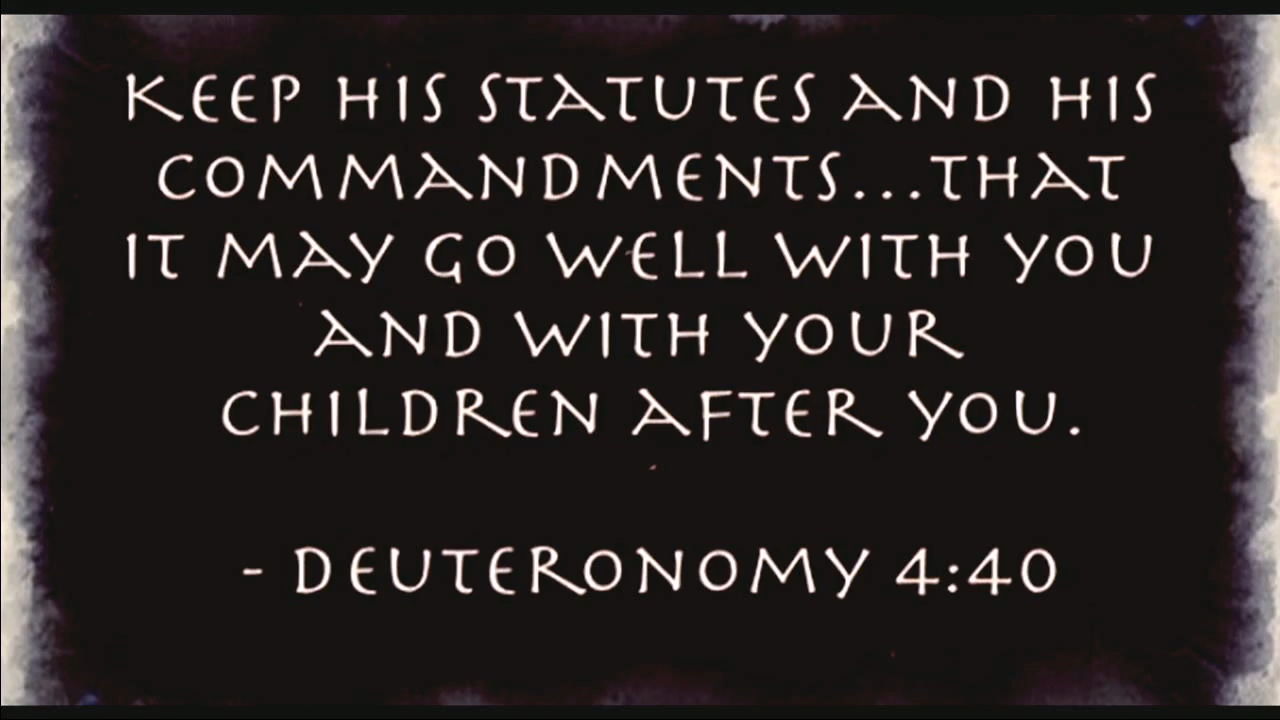 KEEP HIS STATUTES AND HIS
COMMANDMENTS...THAT
IT MAY GO WELL WITH YOU
AND WITH YOUR
CHILDREN AFTER YOU.
- DEUTERONOMY 4:40